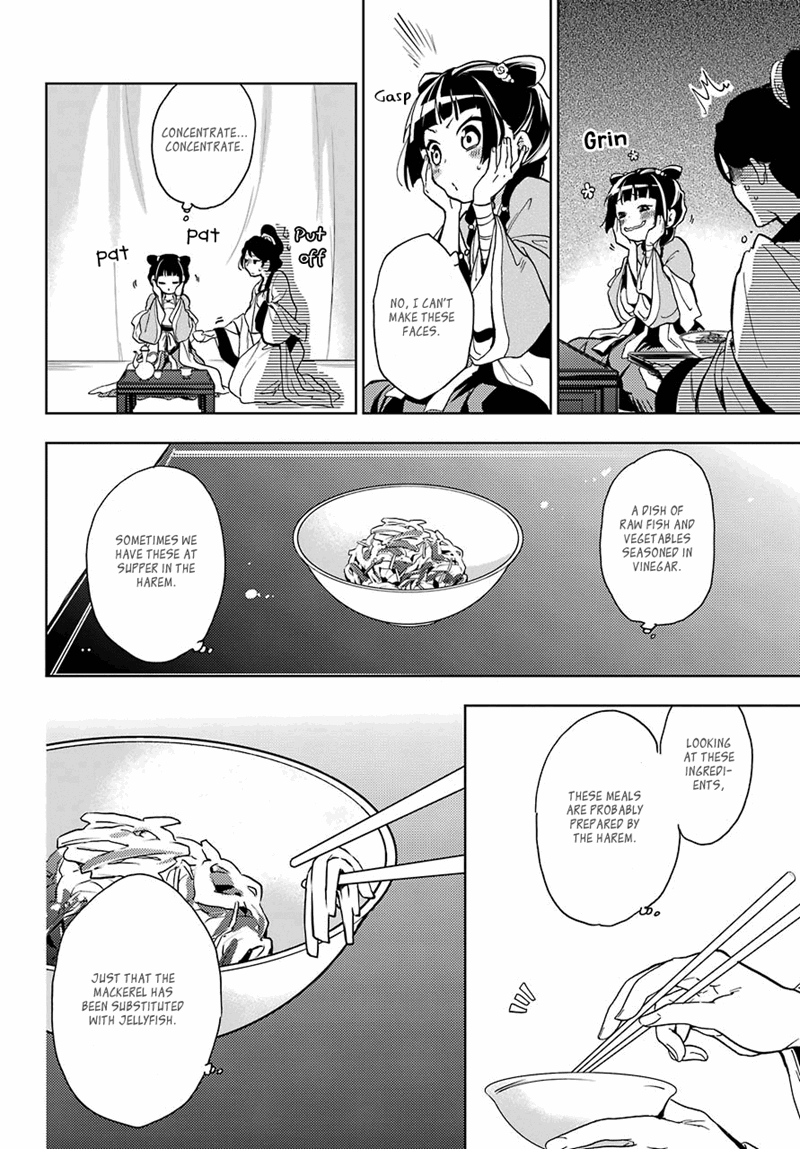 Grin
Gasp
NO, I CAN'T
MAKE THESE
FACES.
CONCENTRATE...
CONCENTRATE.
pat
pat
Put
off
A DISH OF
RAW FISH AND
VEGETABLES
SEASONED IN
VINEGAR.
SOMETIMES WE
HAVE THESE AT
SUPPER IN THE
HAREM.
LOOKING
AT THESE
INGREDI-
ENTS,
THESE MEALS
ARE PROBABLY
PREPARED BY
THE HAREM.
JUST THAT THE
MACKEREL HAS
BEEN SUBSTITUTED
WITH JELLYFISH.